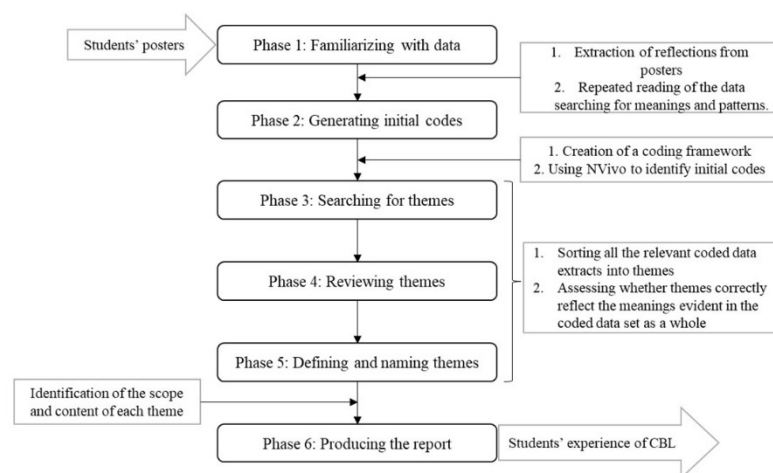 Students' posters
Phase 1: Familiarizing with data
1. Extraction of reflections from
posters
2. Repeated reading of the data
searching for meanings and patterns.
Phase 2: Generating initial codes
1. Creation of a coding framework
2. Using NVivo to identify initial codes
Phase 3: Searching for themes
Phase 4: Reviewing themes
1. Sorting all the relevant coded data
extracts into themes
2. Assessing whether themes correctly
reflect the meanings evident in the
coded data set as a whole
Phase 5: Defining and naming themes
Identification of the scope
and content of each theme
Phase 6: Producing the report
Students' experience of CBL